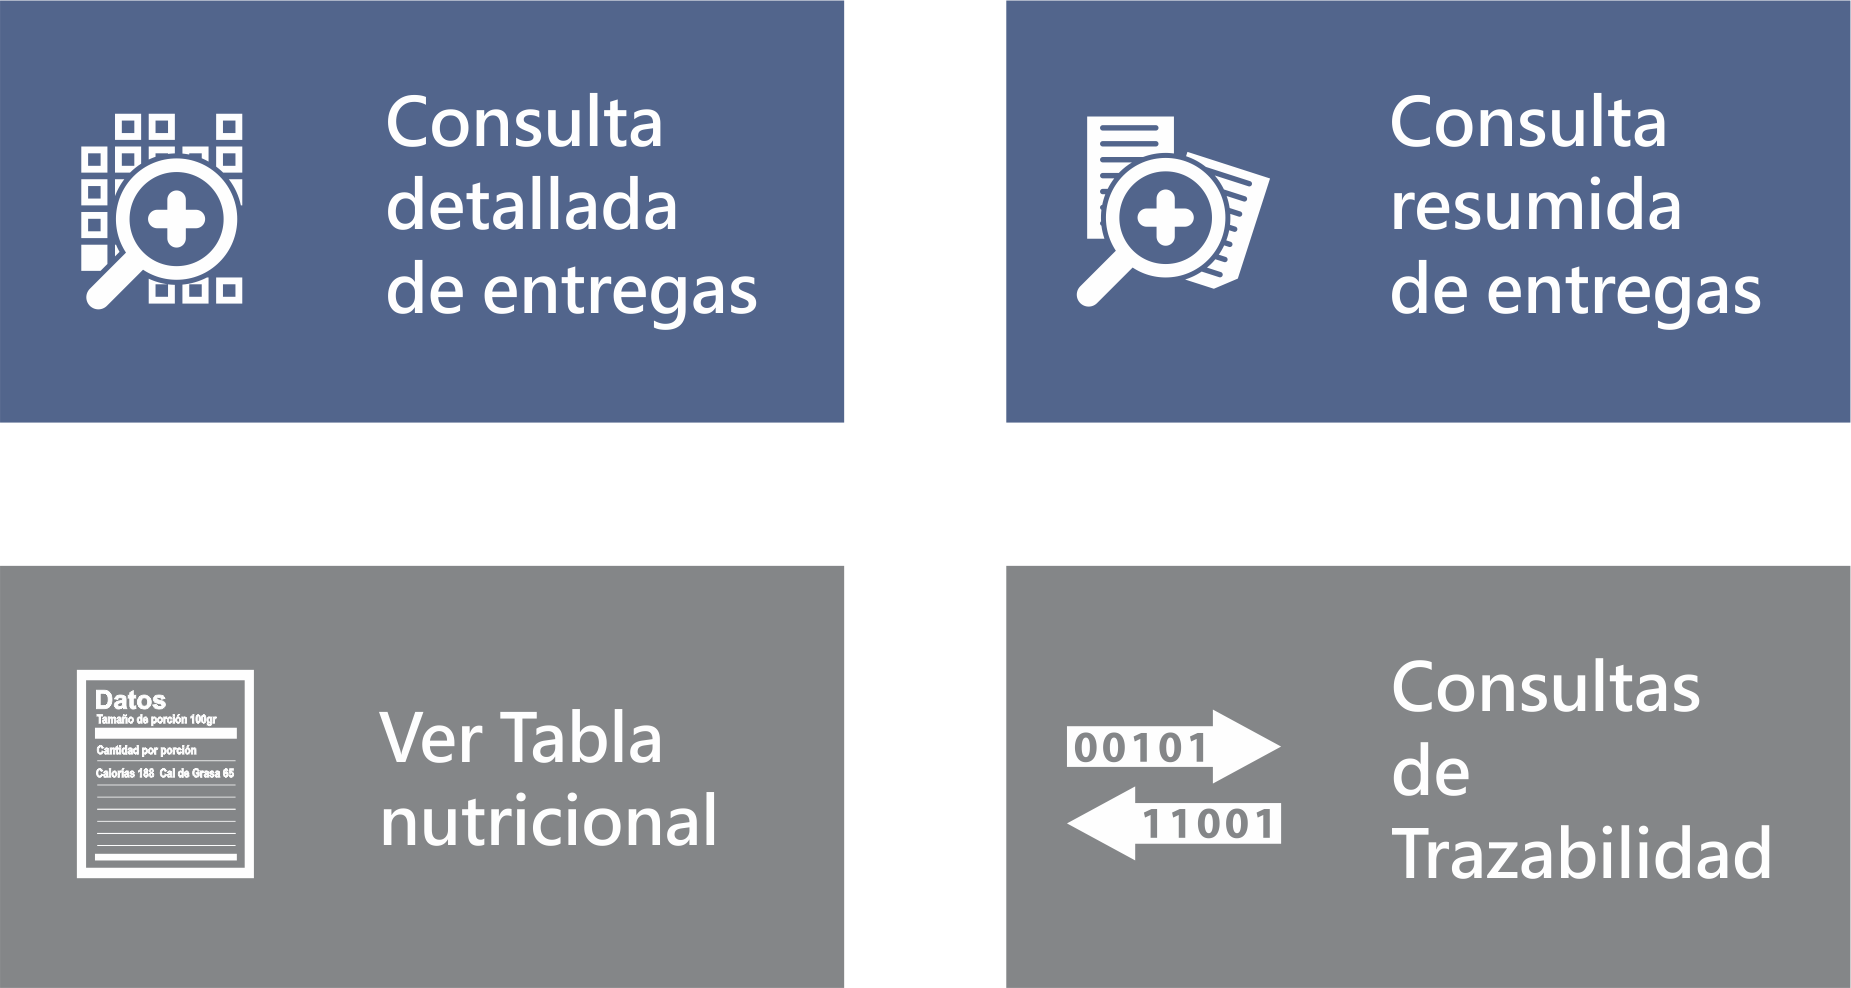 Consulta
detallada
de entregas
Consulta
resumida
de entregas
Datos
Tamaño de porción 100gr
Cantidad por porción
Calorías 188 Cal de Grasa 65
Ver Tabla
nutricional
00101
11001
Consultas
de
Trazabilidad